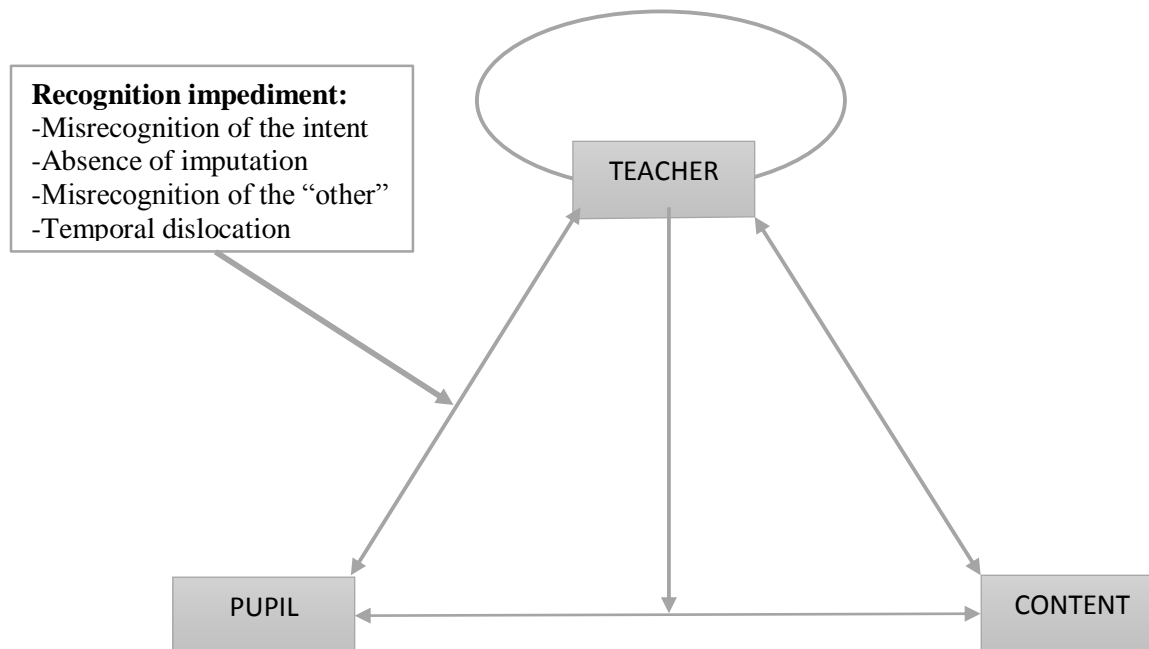 Recognition impediment:
-Misrecognition of the intent
-Absence of imputation
-Misrecognition of the “other”
-Temporal dislocation
TEACHER
PUPIL
CONTENT